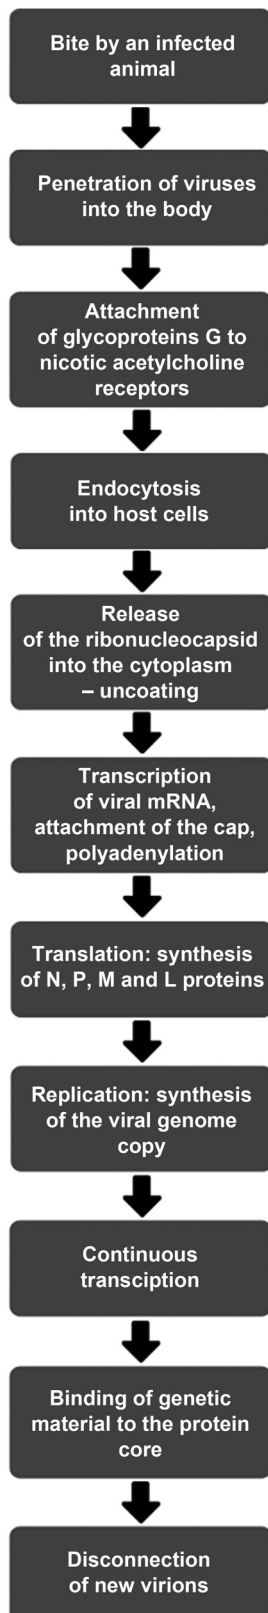 Bite by an infected
animal
Penetration of viruses
into the body
Attachment
of glycoproteins G to
nicotic acetylcholine
receptors
Endocytosis
into host cells
Release
of the ribonucleocapsid
into the cytoplasm
– uncoating
Transcription
of viral mRNA,
attachment of the cap,
polyadenylation
Translation: synthesis
of N, P, M and L proteins
Replication: synthesis
of the viral genome
copy
Continuous
transciption
Binding of genetic
material to the protein
core
Disconnection
of new virions